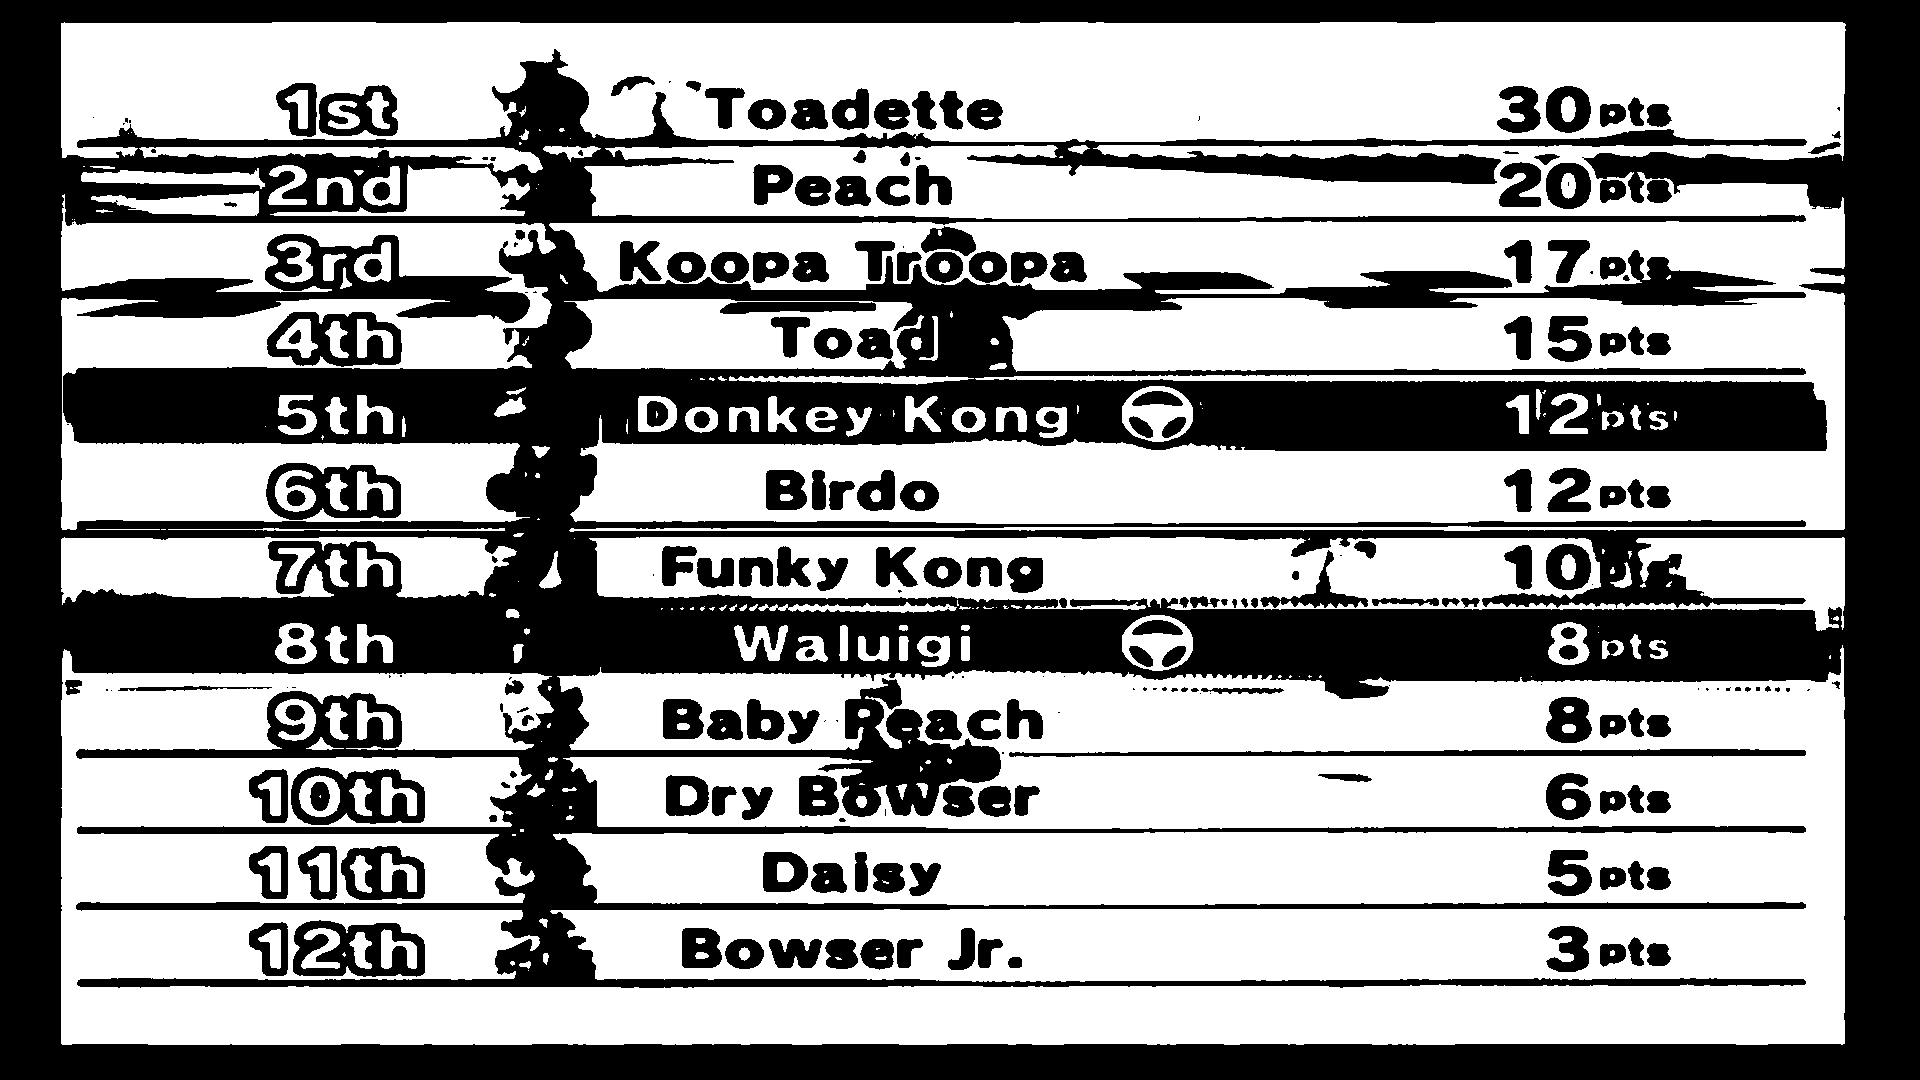 1st Toadette 30pts
2nd Peach 20pts
3rd Koopa Troopa 17pts
4th Toad 15pts
5th Donkey Kong 12pts
6th Birdo 12pts
7th Funky Kong 10pts
8th Waluigi 8pts
9th Baby Peach 8pts
10th Dry Bowser 6pts
11th Daisy 5pts
12th Bowser Jr. 3pts